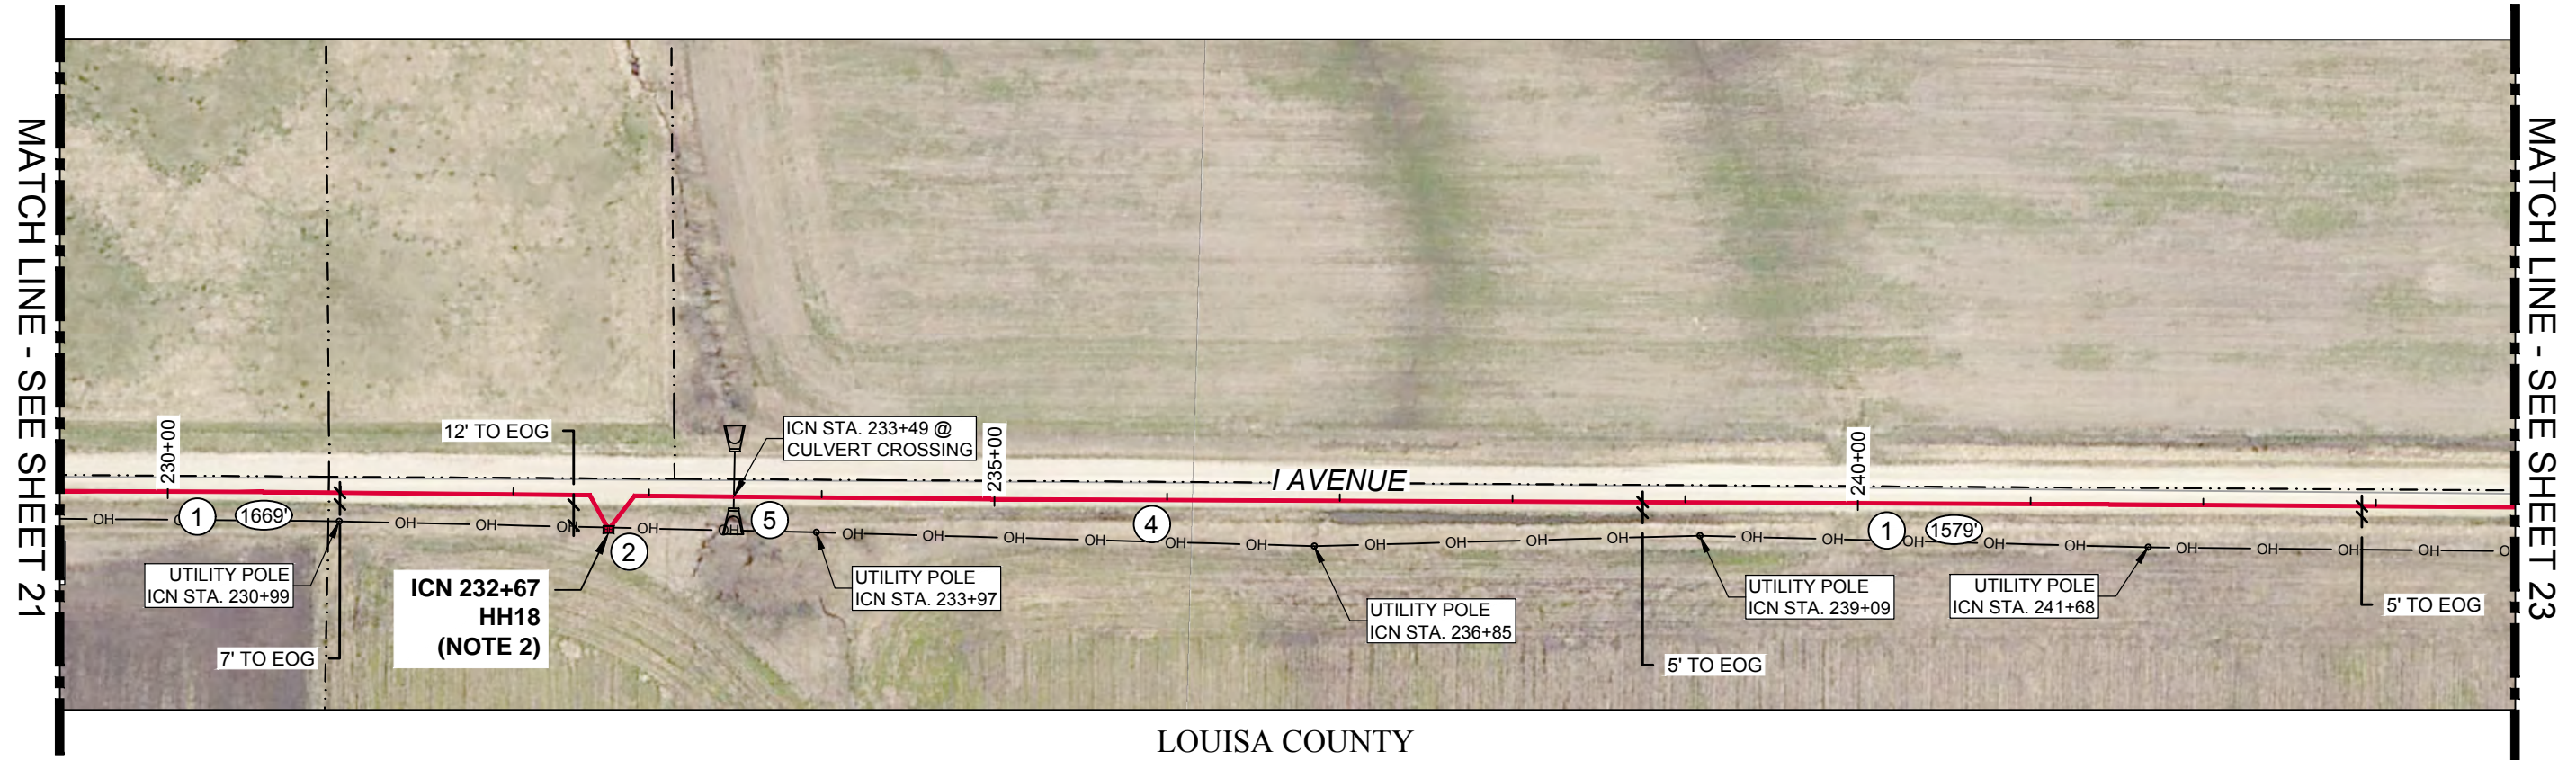 MATCH LINE - SEE SHEET 21
230+00
12' TO EOG
ICN STA. 233+49 @
CULVERT CROSSING
235+00
I AVENUE
240+00
MATCH LINE - SEE SHEET 23
OH
1
1669'
OH
OH
OH
OH
2
OH
5
OH
OH
OH
OH
4
OH
OH
OH
OH
OH
OH
OH
OH
1
OH
1579'
OH
OH
OH
OH
OH
OH
UTILITY POLE
ICN STA. 230+99
7' TO EOG
ICN 232+67
HH18
(NOTE 2)
UTILITY POLE
ICN STA. 233+97
UTILITY POLE
ICN STA. 236+85
5' TO EOG
UTILITY POLE
ICN STA. 239+09
UTILITY POLE
ICN STA. 241+68
5' TO EOG
LOUISA COUNTY